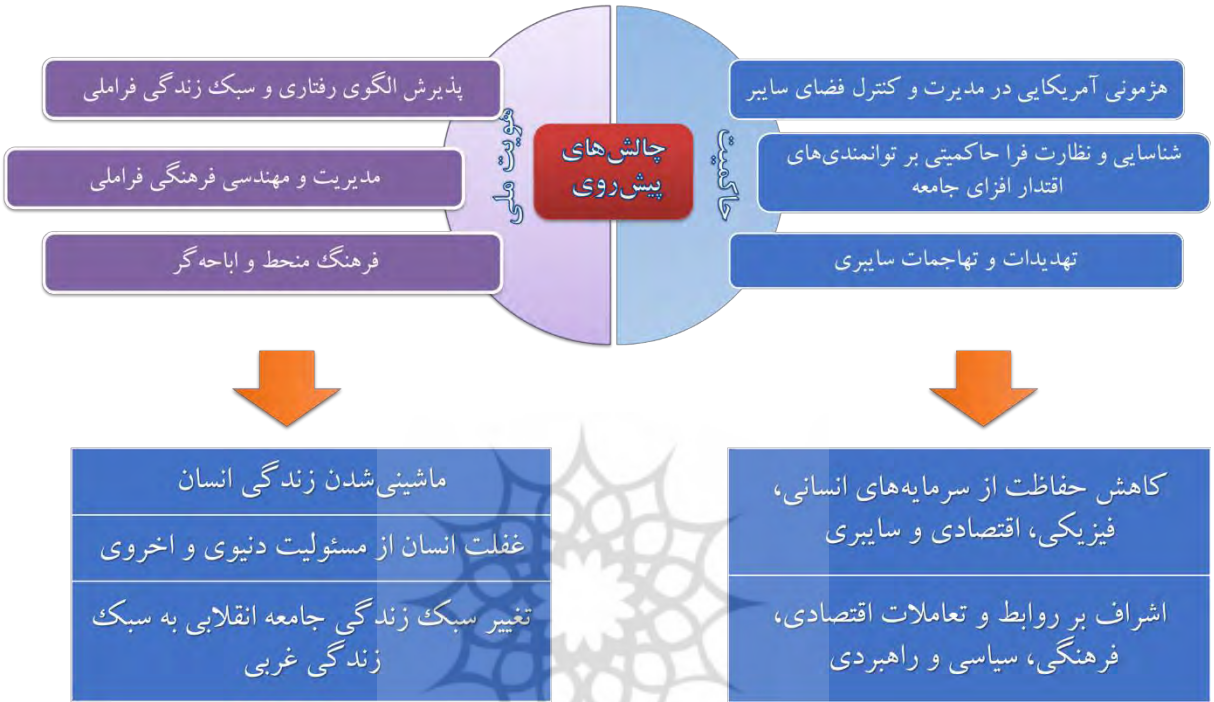 چالش‌های
پیش‌روی
حاکمیت
هژمونی آمریکایی در مدیرت و کنترل فضای سایبر
شناسایی و نظارت فرا حاکمیتی بر توانمندی‌های
اقتدار افزای جامعه
تهدیدات و تهاجمات سایبری
هویت ملی
پذیرش الگوی رفتاری و سبک زندگی فراملی
مدیریت و مهندسی فرهنگی فراملی
فرهنگ منحط و اباحه‌گر
کاهش حفاظت از سرمایه‌های انسانی،
فیزیکی، اقتصادی و سایبری
اشراف بر روابط و تعاملات اقتصادی،
فرهنگی، سیاسی و راهبردی
ماشینی‌شدن زندگی انسان
غفلت انسان از مسئولیت دنیوی و اخروی
تغییر سبک زندگی جامعه انقلابی به سبک
زندگی غربی